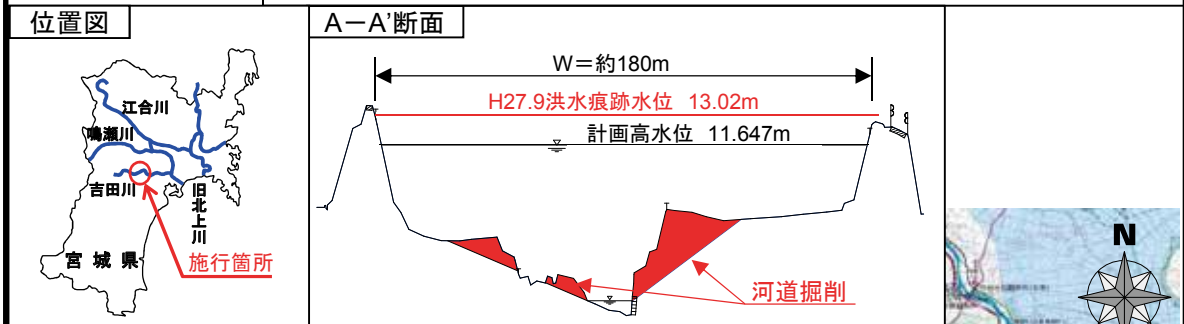 位置図
江合川
鳴瀬川
吉田川
旧北上川
宮城県
施行箇所
A-A'断面
W=約180m
H27.9洪水痕跡水位 13.02m
計画高水位 11.647m
河道掘削
N